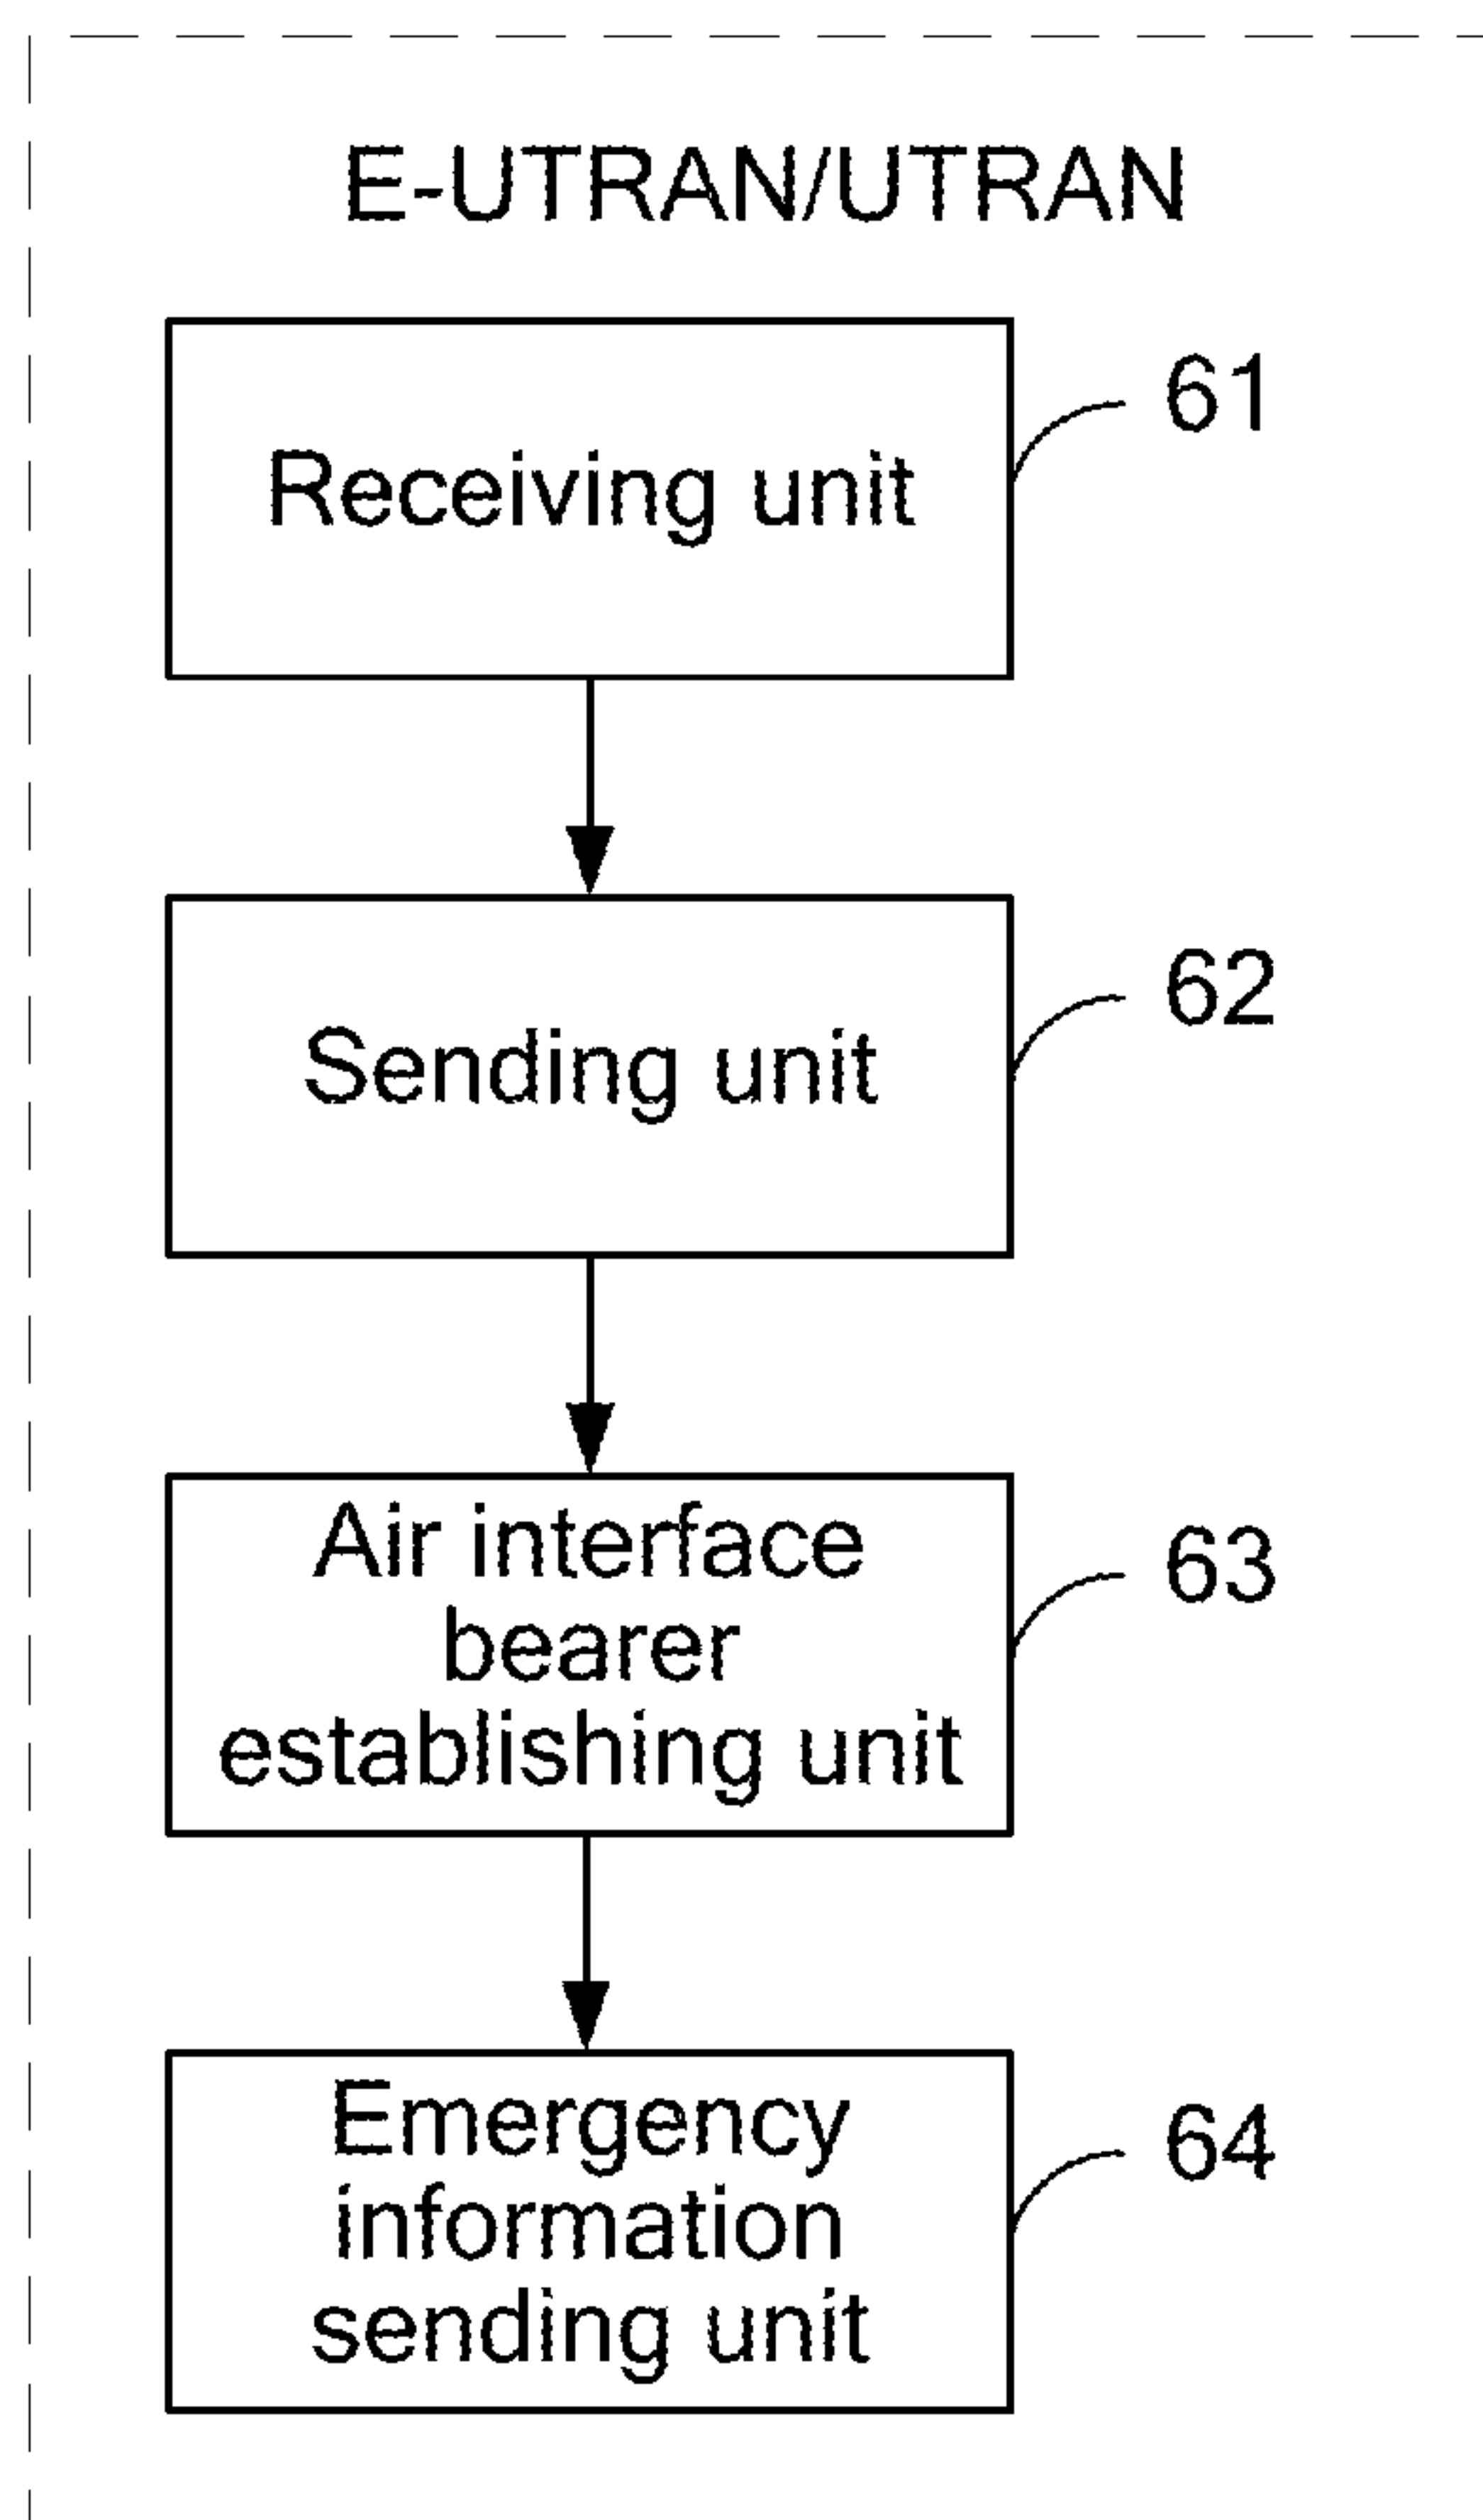 E-UTRAN/UTRAN
Receiving unit
61
Sending unit
62
Air interface
bearer
establishing unit
63
Emergency
information
sending unit
64